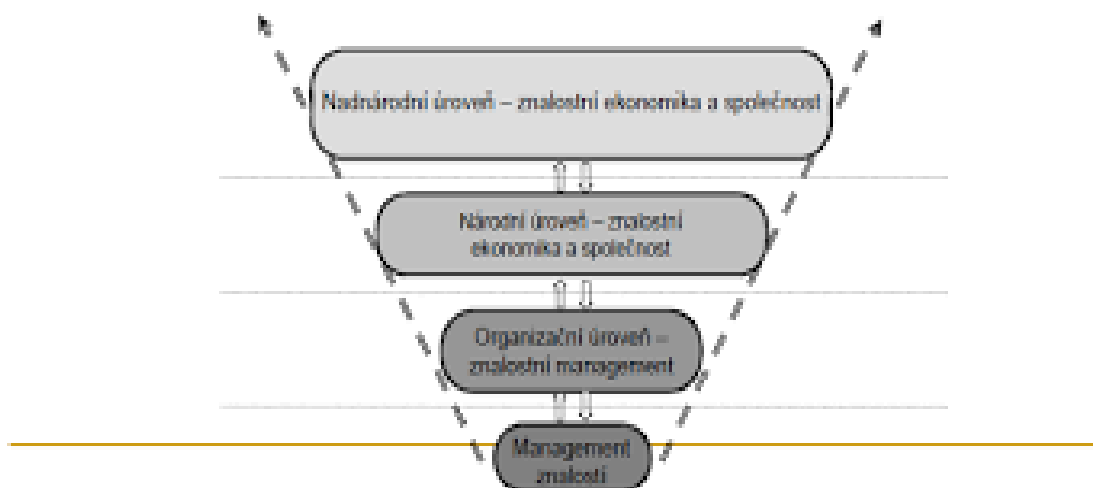 Nadnárodní úroveň – znalostní ekonomika a společnost
Národní úroveň – znalostní
ekonomika a společnost
Organizační úroveň –
znalostní management
Management
znalostí